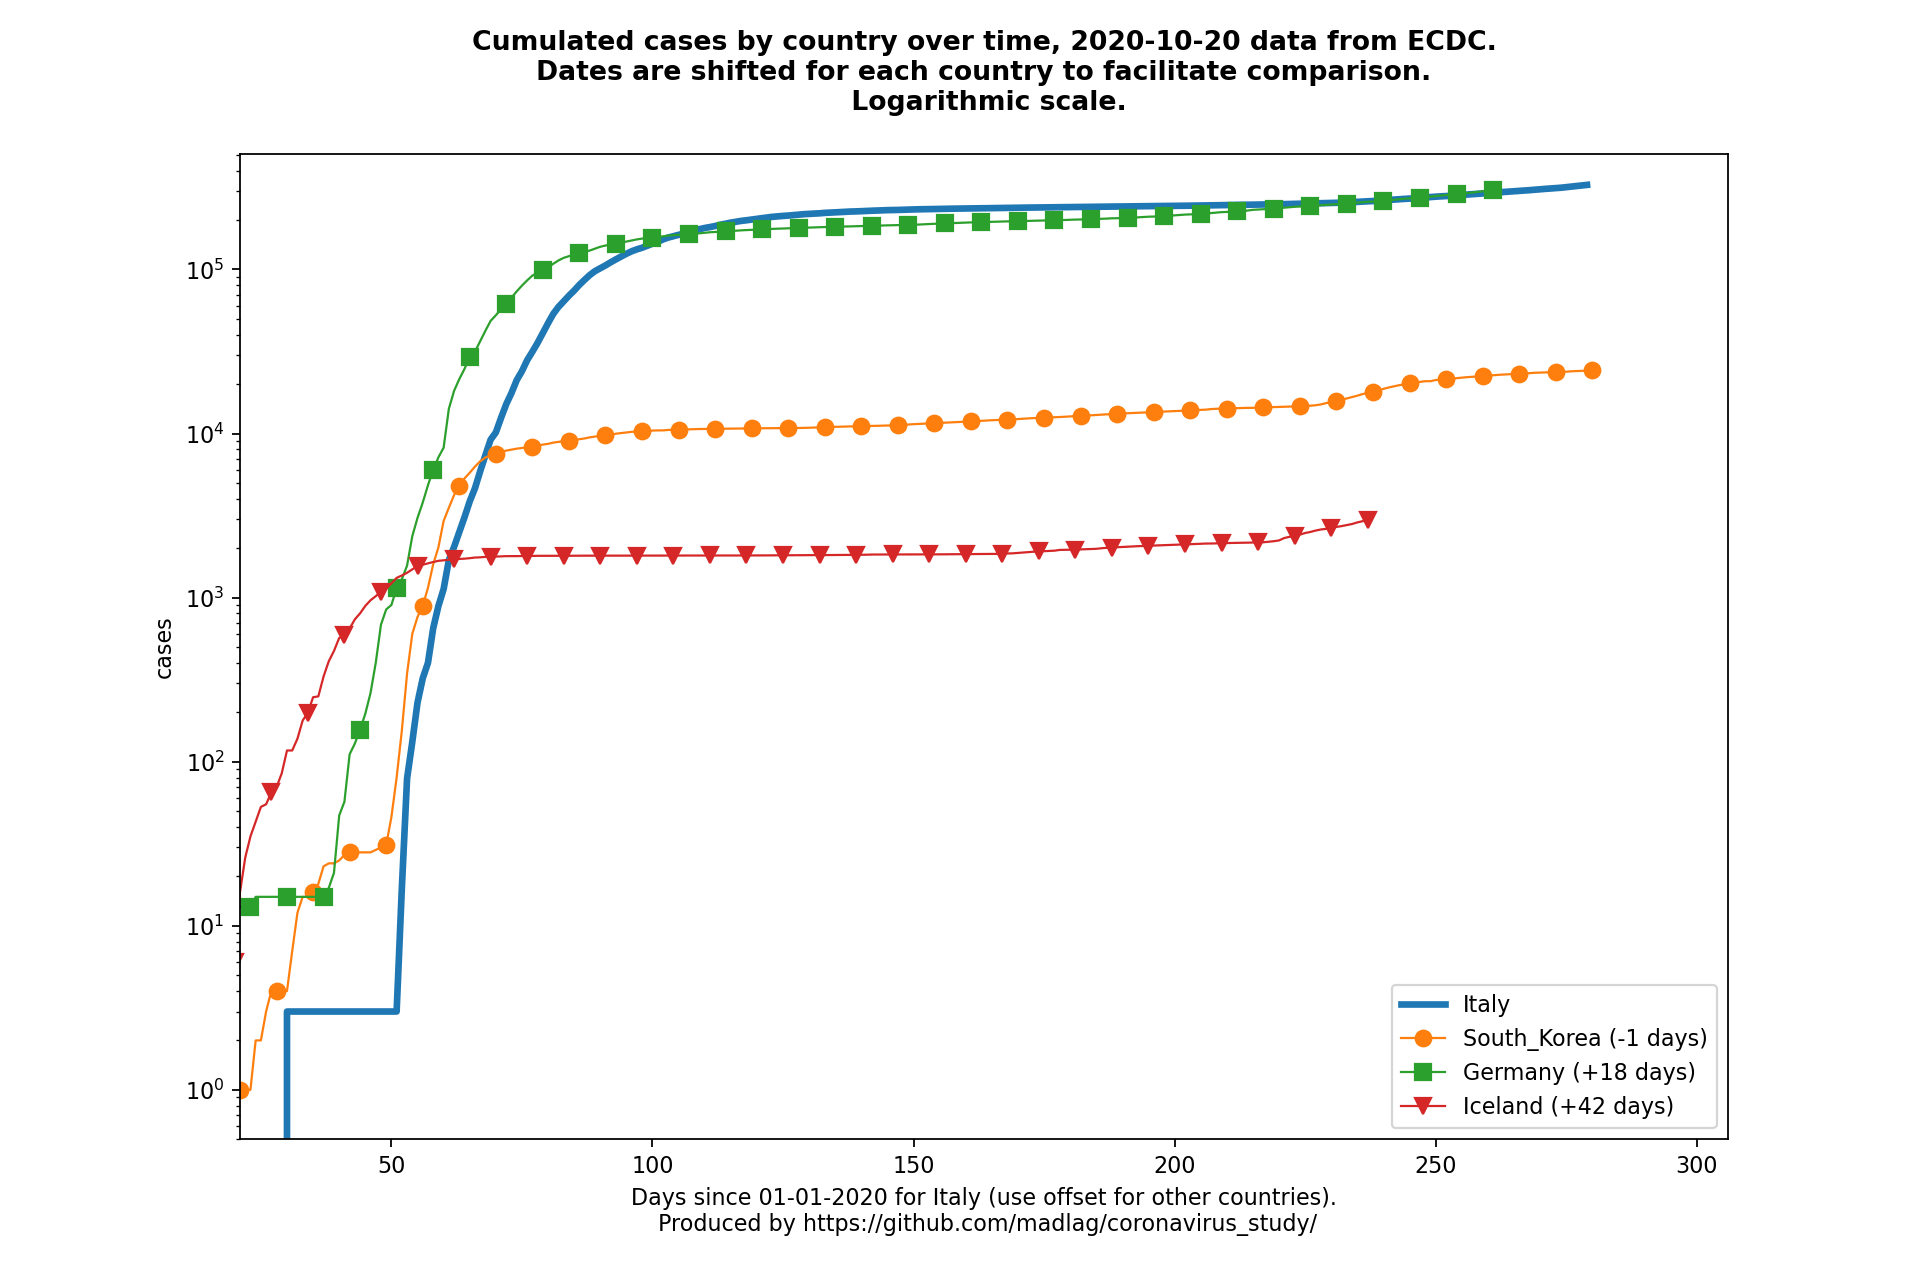 Cumulated cases by country over time, 2020-10-20 data from ECDC.
Dates are shifted for each country to facilitate comparison.
Logarithmic scale.
10^5
10^4
10^3
10^2
10^1
10^0
cases
50 100 150 200 250 300
Italy
South_Korea (-1 days)
Germany (+18 days)
Iceland (+42 days)
Days since 01-01-2020 for Italy (use offset for other countries).
Produced by https://github.com/madlag/coronavirus_study/